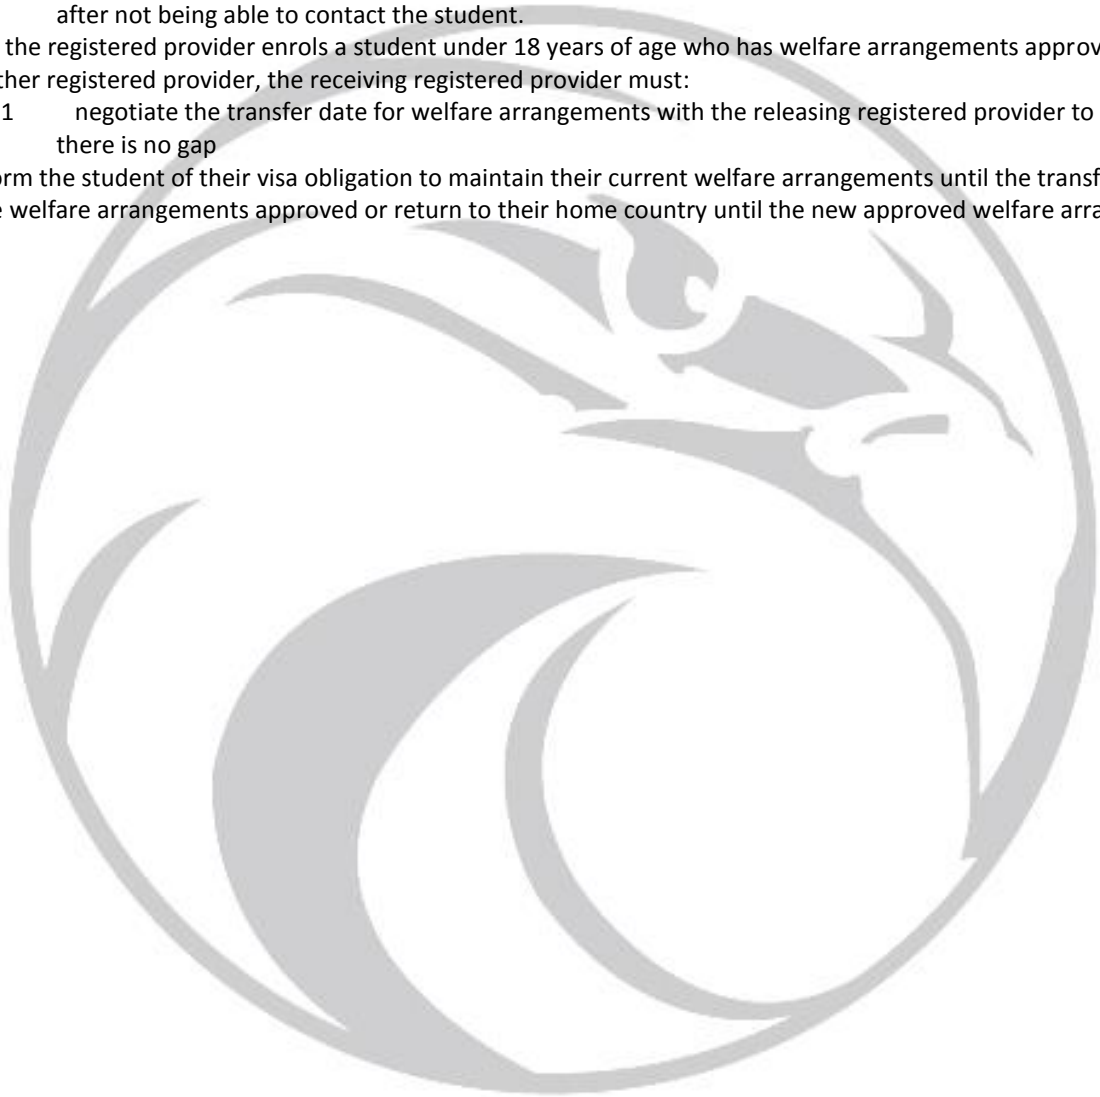 after not being able to contact the student.
the registered provider enrols a student under 18 years of age who has welfare arrangements approv
ther registered provider, the receiving registered provider must:
1 negotiate the transfer date for welfare arrangements with the releasing registered provider to
there is no gap
orm the student of their visa obligation to maintain their current welfare arrangements until the transf
e welfare arrangements approved or return to their home country until the new approved welfare arra